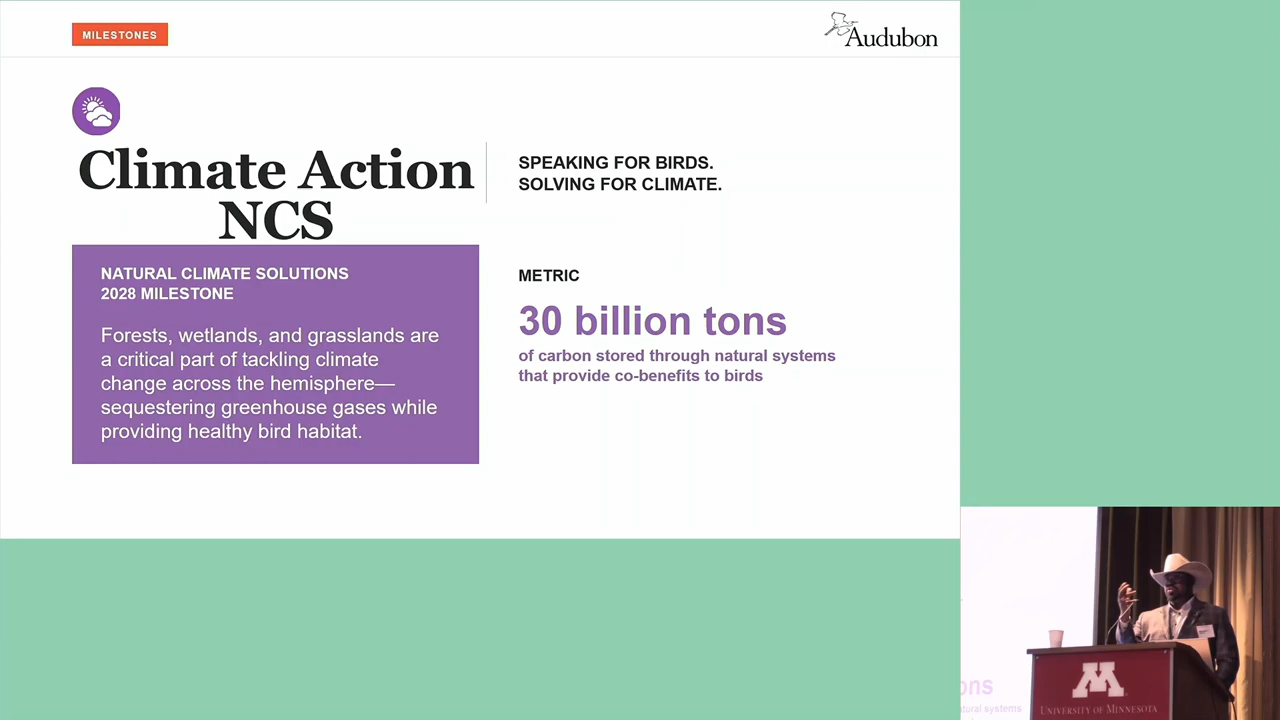 MILESTONES
Audubon
Climate Action
NCS
SPEAKING FOR BIRDS.
SOLVING FOR CLIMATE.
NATURAL CLIMATE SOLUTIONS
2028 MILESTONE
Forests, wetlands, and grasslands are
a critical part of tackling climate
change across the hemisphere—
sequestering greenhouse gases while
providing healthy bird habitat.
METRIC
30 billion tons
of carbon stored through natural systems
that provide co-benefits to birds
ons
tural systems
M
UNIVERSITY OF MINNESOTA